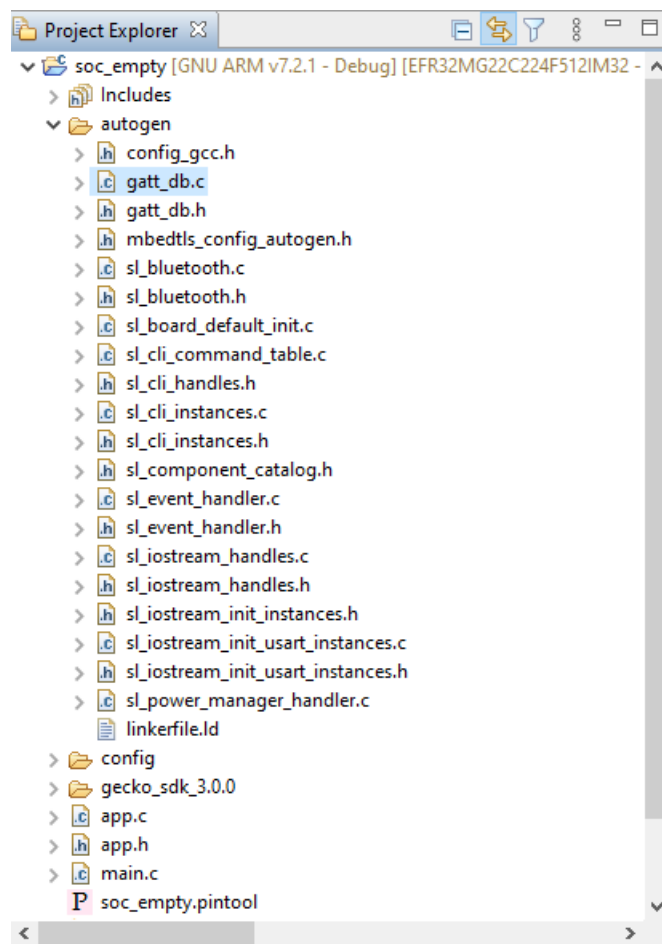 Project Explorer
soc_empty [GNU ARM v7.2.1 - Debug] [EFR32MG22C224F512IM32 -
Includes
autogen
config_gcc.h
gatt_db.c
gatt_db.h
mbedtls_config_autogen.h
sl_bluetooth.c
sl_bluetooth.h
sl_board_default_init.c
sl_cli_command_table.c
sl_cli_handles.h
sl_cli_instances.c
sl_cli_instances.h
sl_component_catalog.h
sl_event_handler.c
sl_event_handler.h
sl_iostream_handles.c
sl_iostream_handles.h
sl_iostream_init_instances.h
sl_iostream_init_usart_instances.c
sl_iostream_init_usart_instances.h
sl_power_manager_handler.c
linkerfile.ld
config
gecko_sdk_3.0.0
app.c
app.h
main.c
P soc_empty.pintool